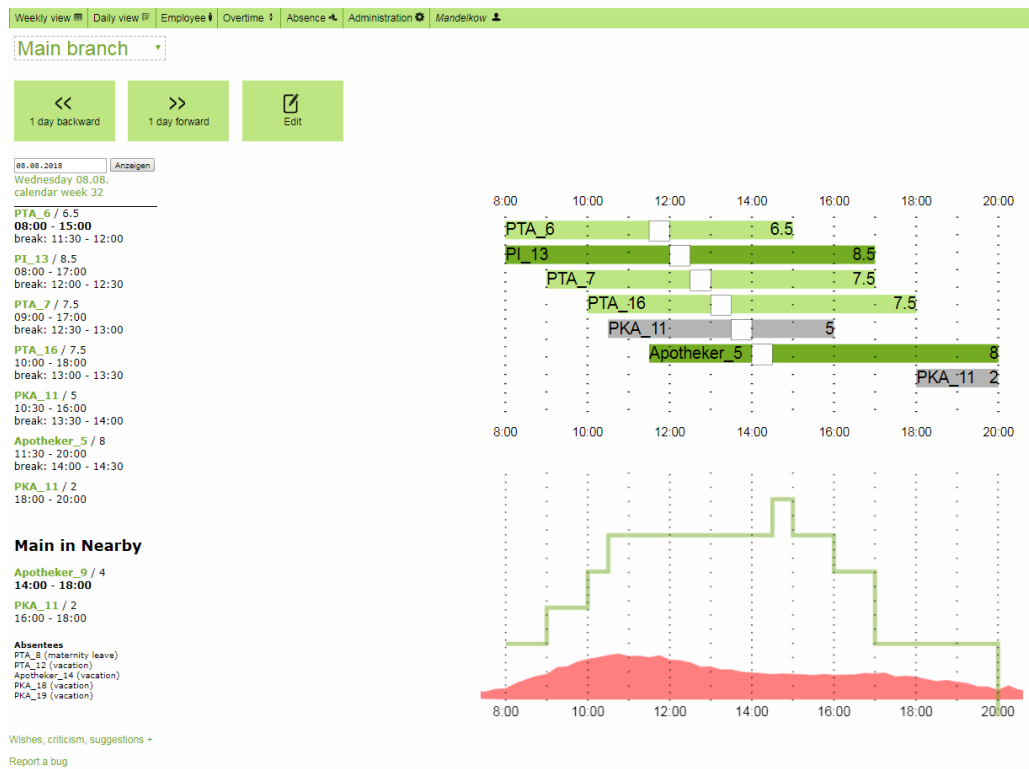 Weekly view Daily view Employee Overtime Absence Administration Mandelkow
Main branch
<< >>
1 day backward 1 day forward Edit
08.08.2018 Anzeigen
Wednesday 08.08.
calendar week 32
PTA_6 / 6.5
08:00 - 15:00
break: 11:30 - 12:00
PI_13 / 8.5
08:00 - 17:00
break: 12:00 - 12:30
PTA_7 / 7.5
09:00 - 17:00
break: 12:30 - 13:00
PTA_16 / 7.5
10:00 - 18:00
break: 13:00 - 13:30
PKA_11 / 5
10:30 - 16:00
break: 13:30 - 14:00
Apotheker_5 / 8
11:30 - 20:00
break: 14:00 - 14:30
PKA_11 / 2
18:00 - 20:00
Main in Nearby
Apotheker_9 / 4
14:00 - 18:00
PKA_11 / 2
16:00 - 18:00
Absentees
PTA_8 (maternity leave)
PTA_12 (vacation)
Apotheker_14 (vacation)
PKA_18 (vacation)
PKA_19 (vacation)
Wishes, criticism, suggestions +
Report a bug
8:00 10:00 12:00 14:00 16:00 18:00 20:00
PTA_6 6.5
PI_13 8.5
PTA_7 7.5
PTA_16 7.5
PKA_11 5
Apotheker_5 8
PKA_11 2
8:00 10:00 12:00 14:00 16:00 18:00 20:00
8:00 10:00 12:00 14:00 16:00 18:00 20:00